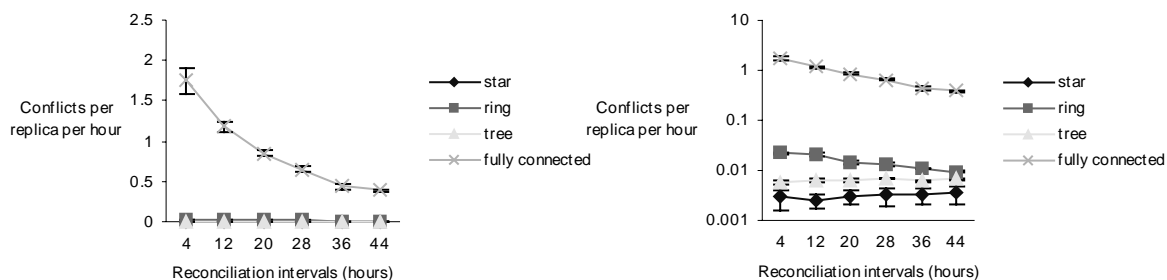 2.5
2
1.5
1
0.5
0
Conflicts per
replica per hour
4 12 20 28 36 44
Reconciliation intervals (hours)
star
ring
tree
fully connected
10
1
0.1
0.01
0.001
Conflicts per
replica per hour
4 12 20 28 36 44
Reconciliation intervals (hours)
star
ring
tree
fully connected